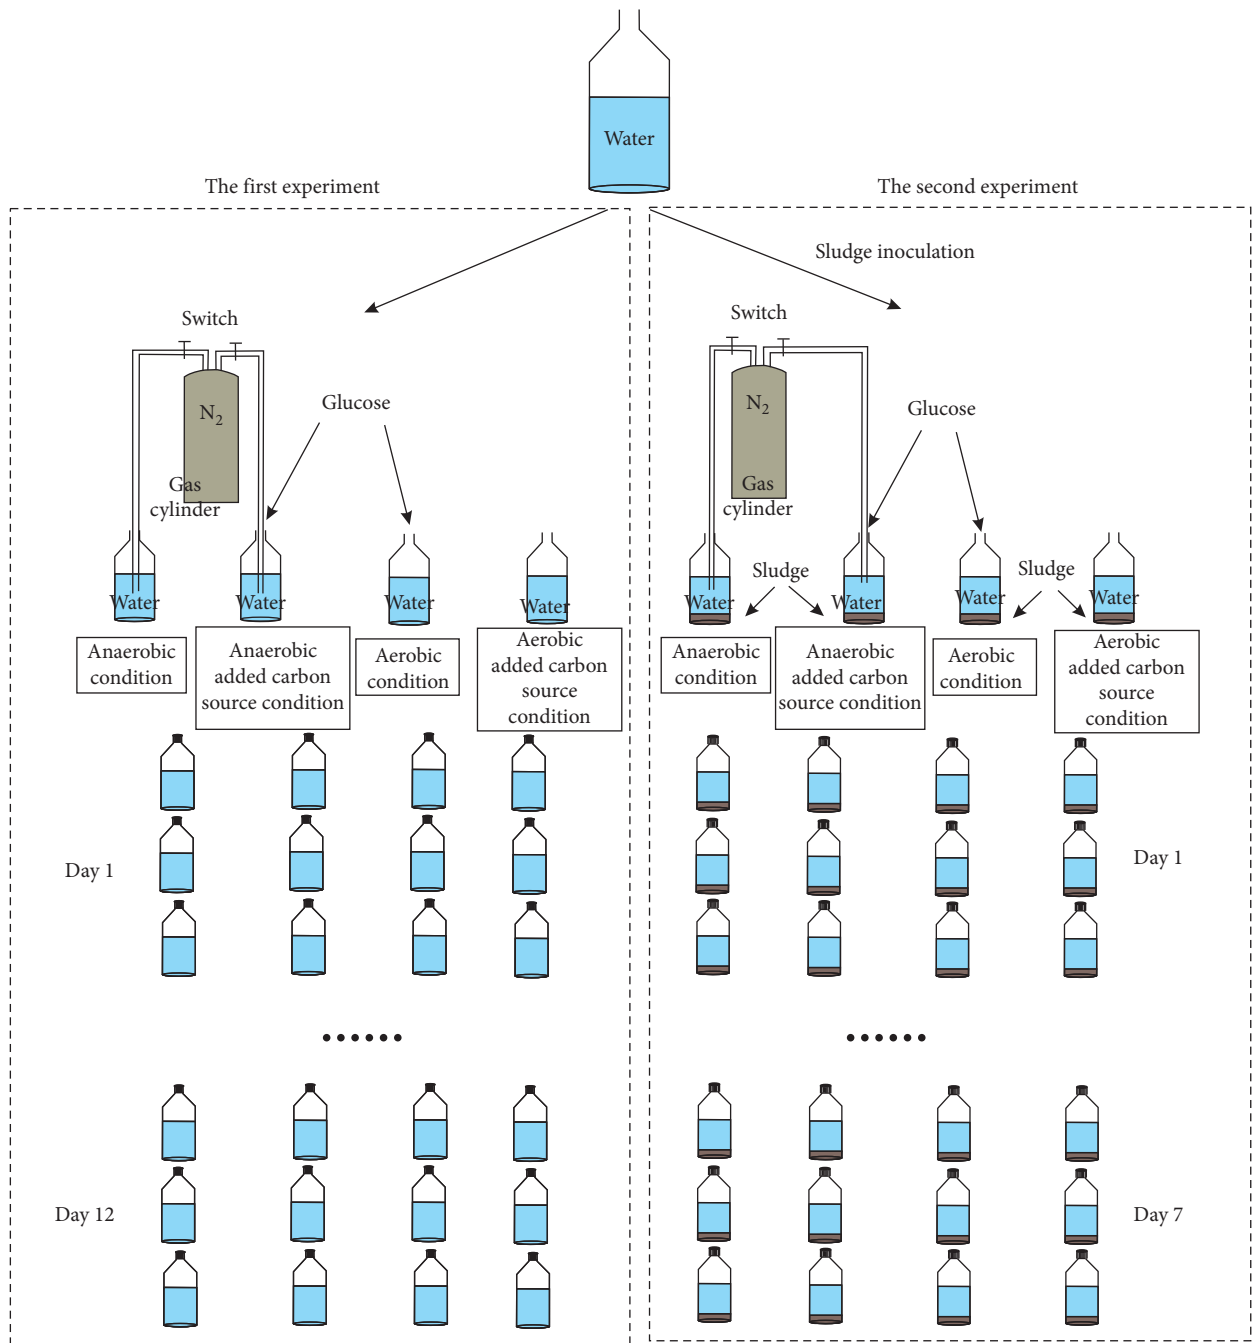 Water
The first experiment
Switch
N2
Glucose
Gas
cylinder
Water
Water
Water
Water
Anaerobic
condition
Anaerobic
added carbon
source condition
Aerobic
condition
Aerobic
added carbon
source
condition
Day 1
......
Day 12
The second experiment
Sludge inoculation
Switch
N2
Glucose
Gas
cylinder
Sludge
Sludge
Water
Water
Water
Water
Anaerobic
condition
Anaerobic
added carbon
source condition
Aerobic
condition
Aerobic
added carbon
source
condition
Day 1
......
Day 7